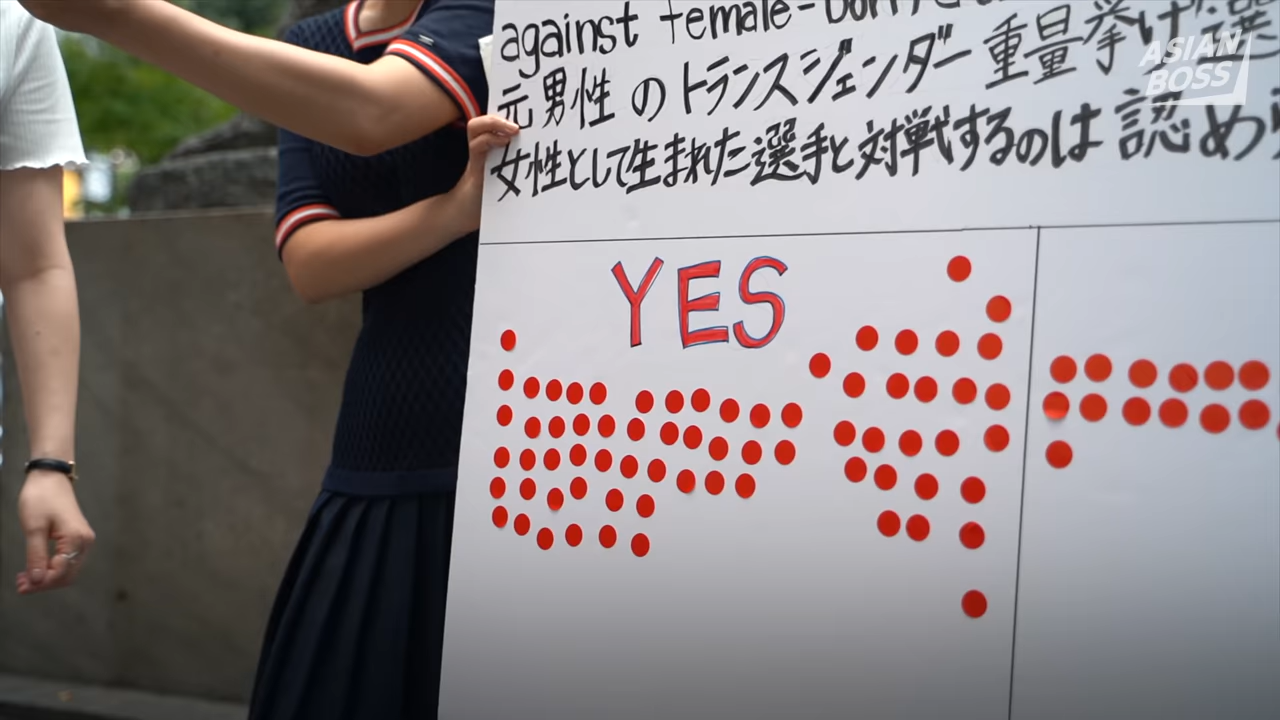 against female-born
元男性のトランスジェンダー重量挙げ選
女性として生まれた選手と対戦するのは認め
ASIAN
BOSS
YES